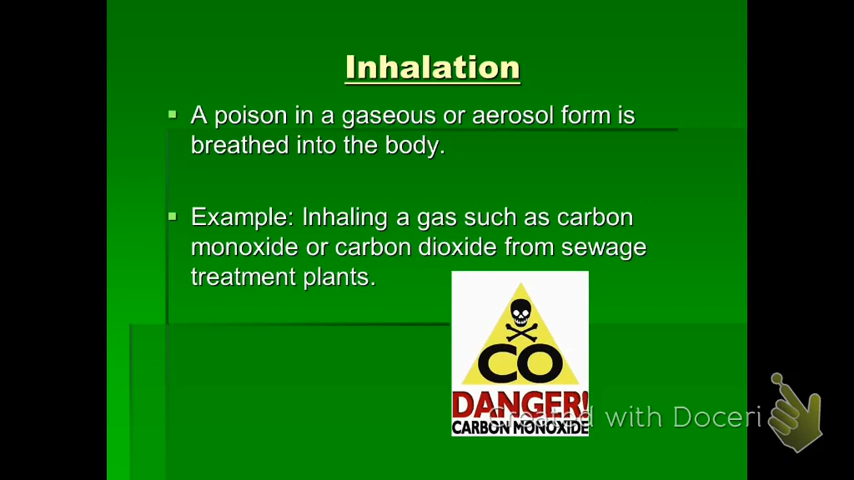 Inhalation
A poison in a gaseous or aerosol form is
breathed into the body.
Example: Inhaling a gas such as carbon
monoxide or carbon dioxide from sewage
treatment plants.
CO
DANGER!
CARBON MONOXIDE
Created with Doceri